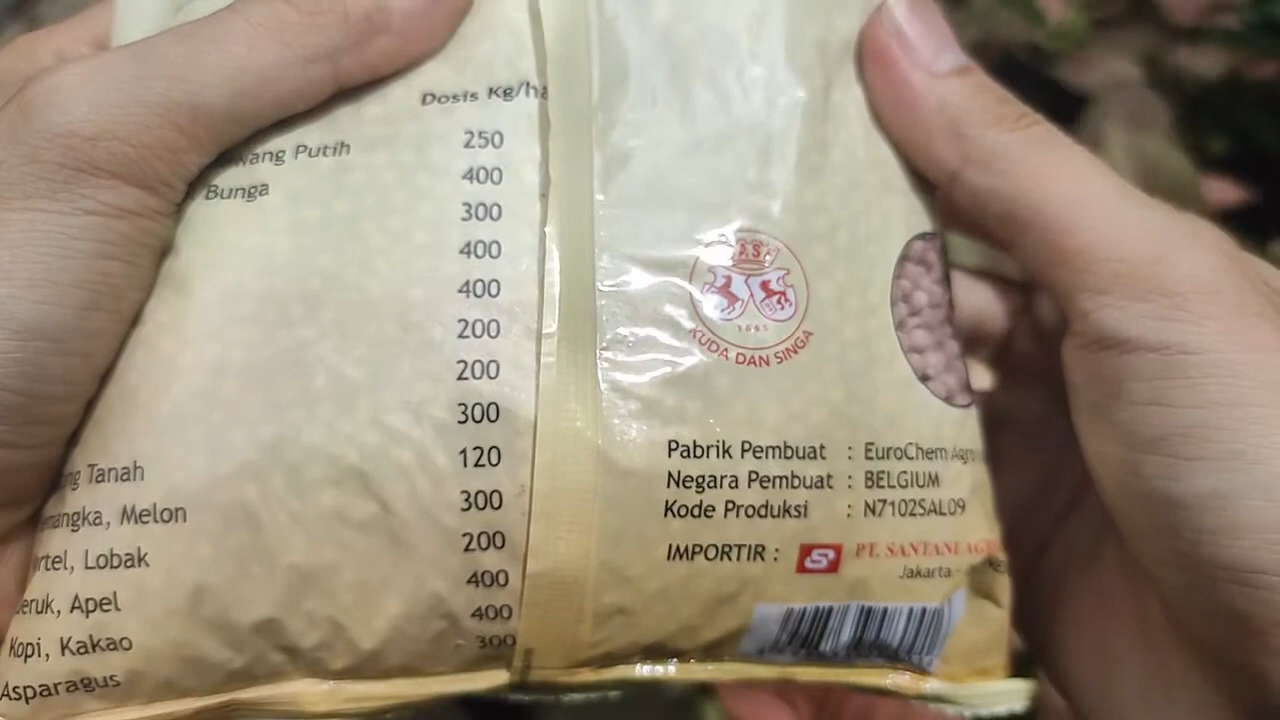 Dosis Kg/ha
Putih 250
Bunga 400
300
400
400
200
200
300
Tanah 120
Melon 300
Lobak 200
Apel 400
Kopi, Kakao 400
Asparagus 300
1865
KUDA DAN SINGA
Pabrik Pembuat : EuroChem Agro
Negara Pembuat : BELGIUM
Kode Produksi : N7102SAL09
IMPORTIR : PT. SANTANI
Jakarta -